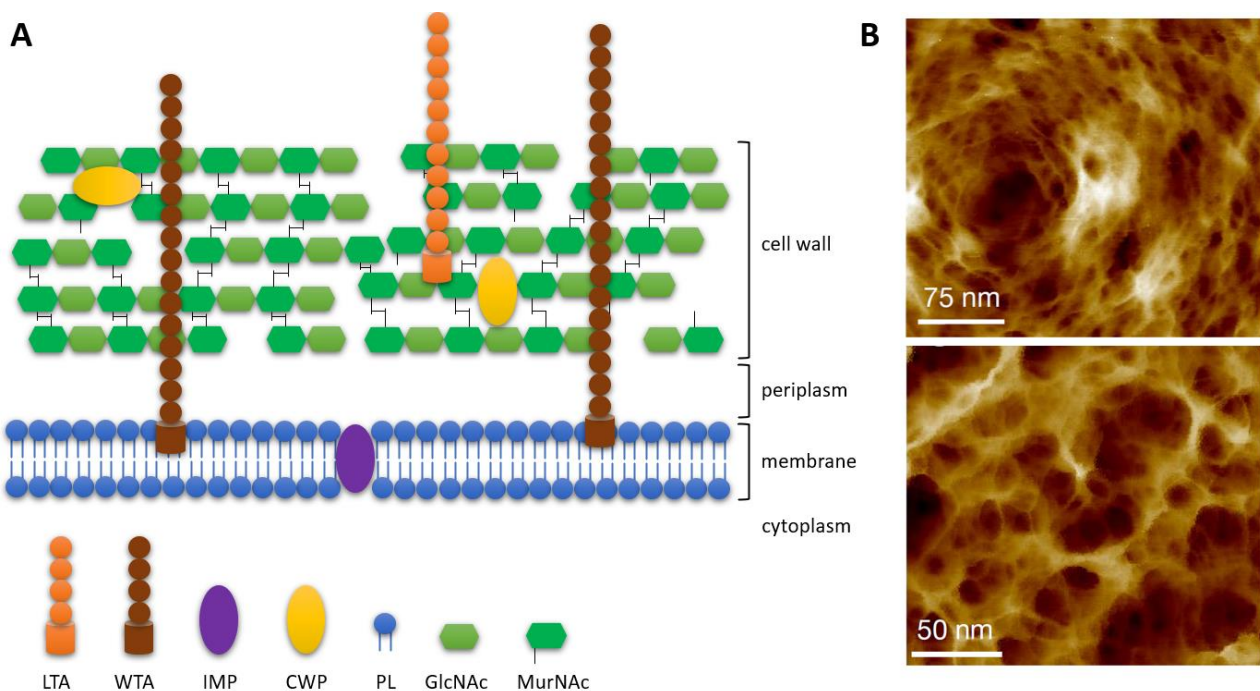 A
B
cell wall
periplasm
membrane
cytoplasm
LTA WTA IMP CWP PL GlcNAc MurNAc
75 nm
50 nm